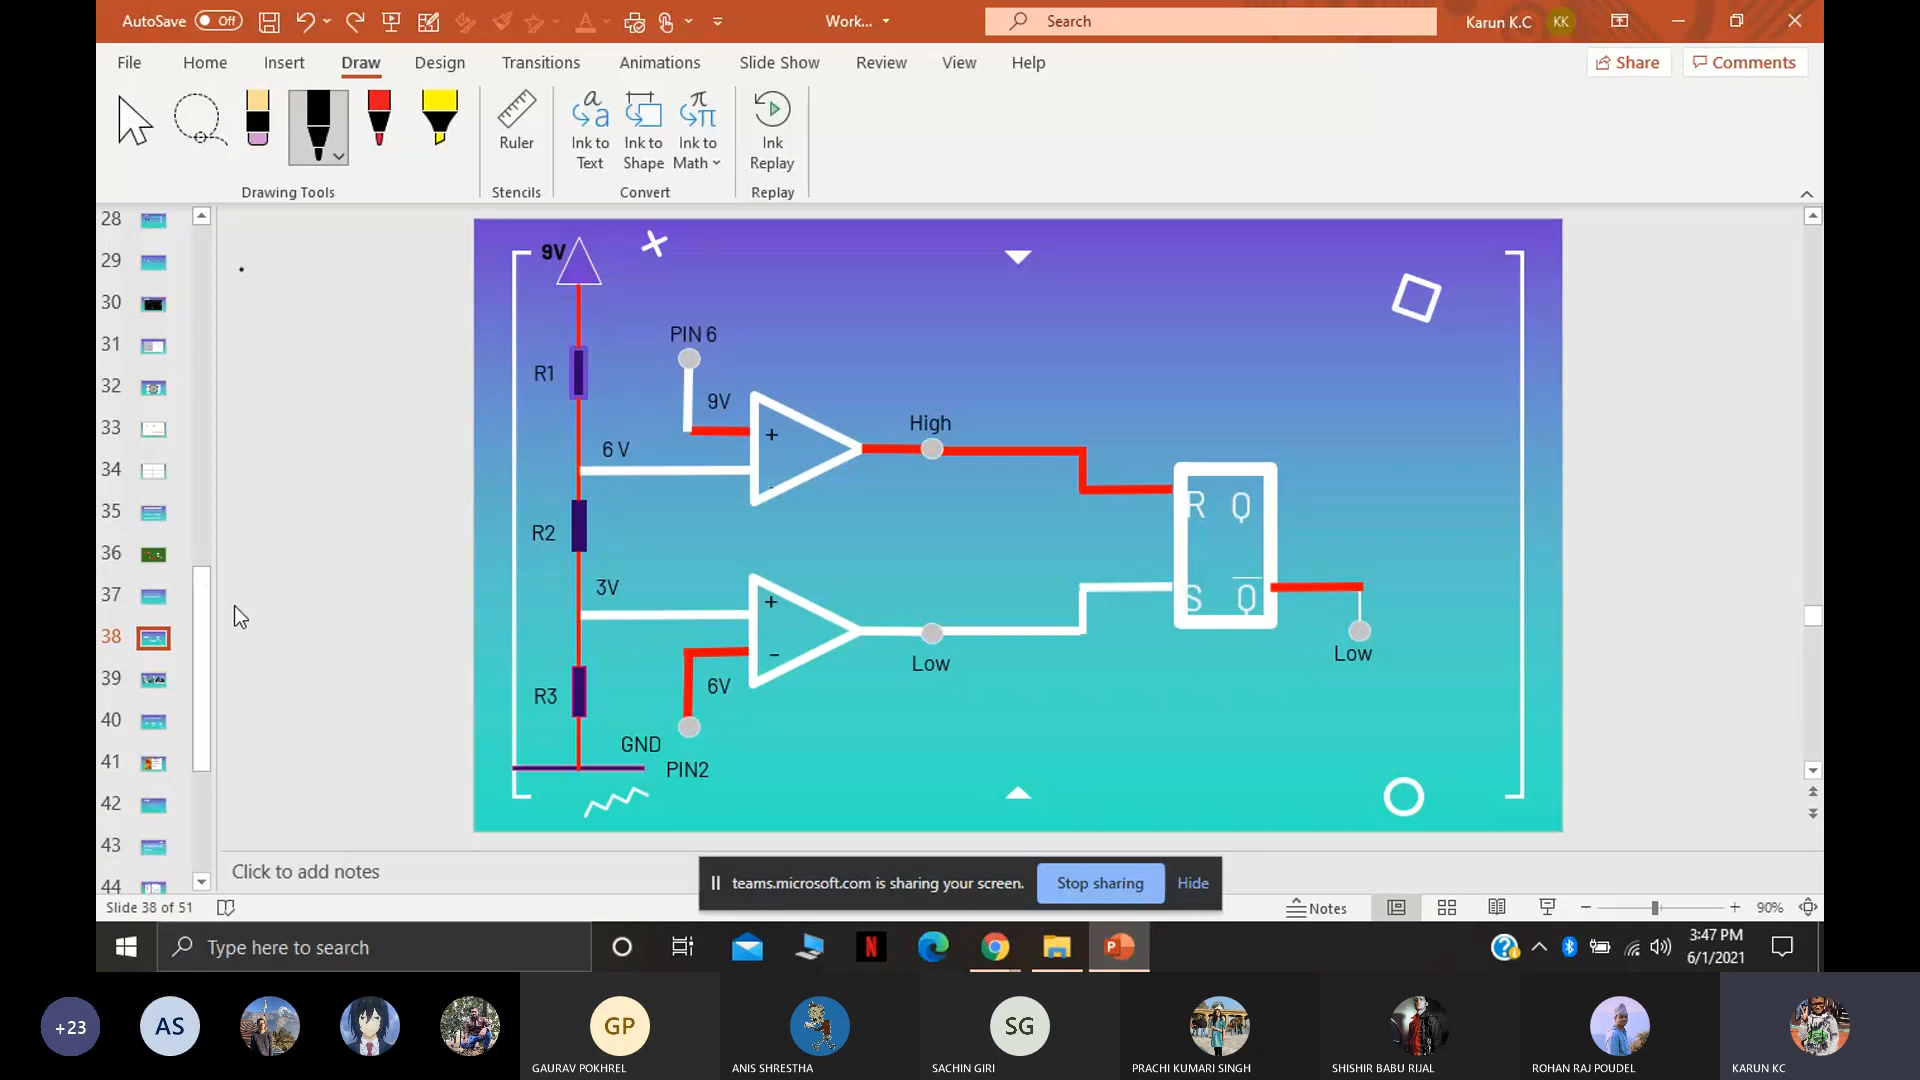 AutoSave Off Work... Search Karun K.C KK
File Home Insert Draw Design Transitions Animations Slide Show Review View Help Share Comments
Ruler
Ink to Text
Ink to Shape
Ink to Math
Ink Replay
Drawing Tools Stencils Convert Replay
28
29
30
31
32
33
34
35
36
37
38
39
40
41
42
43
44
9V
PIN 6
R1
9V
+
High
6 V
-
R Q
R2
3V
+
S Q̅
Low
−
Low
6V
R3
GND
PIN2
Click to add notes
teams.microsoft.com is sharing your screen. Stop sharing Hide
Slide 38 of 51 Notes 90%
Type here to search
3:47 PM
6/1/2021
+23 AS GP SG
GAURAV POKHREL ANIS SHRESTHA SACHIN GIRI PRACHI KUMARI SINGH SHISHIR BABU RIJAL ROHAN RAJ POUDEL KARUN KC